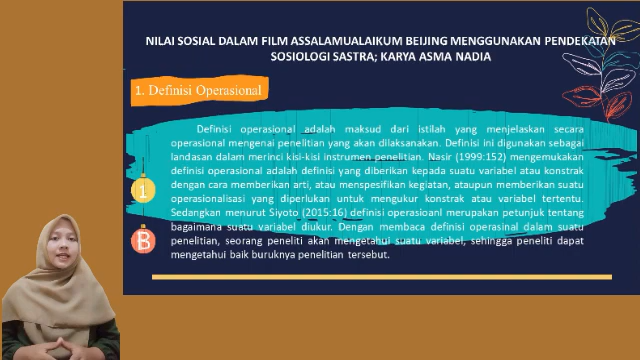 NILAI SOSIAL DALAM FILM ASSALAMUALAIKUM BEIJING MENGGUNAKAN PENDEKATAN
SOSIOLOGI SASTRA; KARYA ASMA NADIA
1. Definisi Operasional
Definisi operasional adalah maksud dari istilah yang menjelaskan secara
operasional mengenai penelitian yang akan dilaksanakan. Definisi ini digunakan sebagai
landasan dalam merinci kisi-kisi instrumen penelitian. Nasir (1999:152) mengemukakan
definisi operasional adalah definisi yang diberikan kepada suatu variabel atau konstrak
dengan cara memberikan arti, atau menspesifikan kegiatan, ataupun memberikan suatu
operasionalisasi yang diperlukan untuk mengukur konstrak atau variabel tertentu.
Sedangkan menurut Siyoto (2015:16) definisi operasioanl merupakan petunjuk tentang
bagaimana suatu variabel diukur. Dengan membaca definisi operasinal dalam suatu
penelitian, seorang peneliti akan mengetahui suatu variabel, sehingga peneliti dapat
mengetahui baik buruknya penelitian tersebut.
1
B